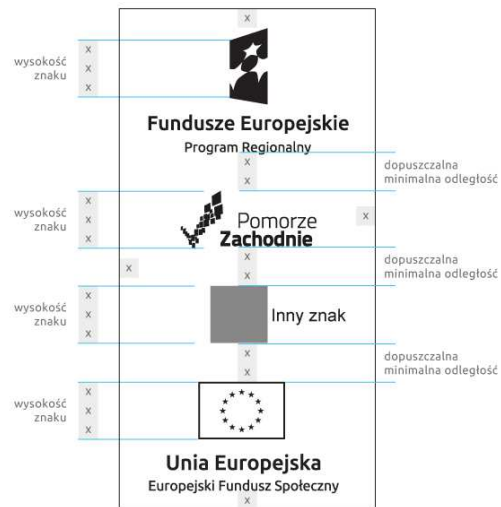 x
wysokość
znaku
x
x
x
Fundusze Europejskie
Program Regionalny
x
x
dopuszczalna
minimalna odległość
wysokość
znaku
x
x
x
Pomorze
Zachodnie
x
x
x
x
dopuszczalna
minimalna odległość
wysokość
znaku
x
x
x
Inny znak
x
x
dopuszczalna
minimalna odległość
wysokość
znaku
x
x
x
Unia Europejska
Europejski Fundusz Społeczny
x